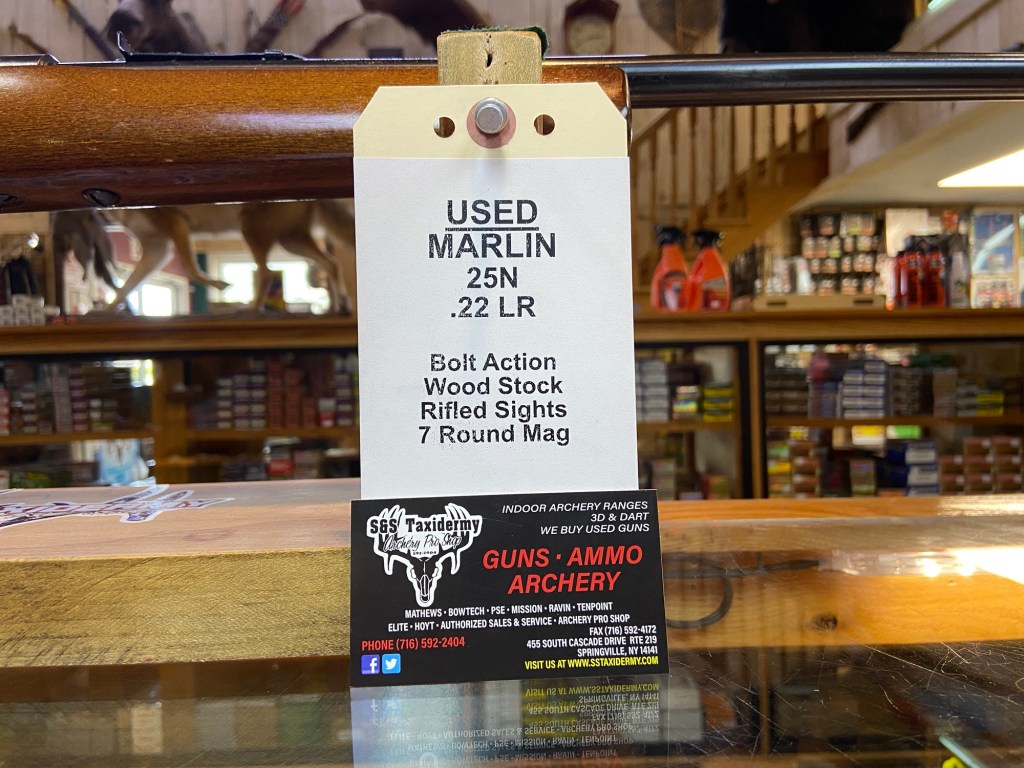 USED
MARLIN
25N
.22 LR
Bolt Action
Wood Stock
Rifled Sights
7 Round Mag
S&S Taxidermy
Archery Pro Shop
592-2404
INDOOR ARCHERY RANGES
3D & DART
WE BUY USED GUNS
GUNS · AMMO
ARCHERY
MATHEWS · BOWTECH · PSE · MISSION · RAVIN · TENPOINT
ELITE · HOYT · AUTHORIZED SALES & SERVICE · ARCHERY PRO SHOP
PHONE (716) 592-2404
FAX (716) 592-4172
455 SOUTH CASCADE DRIVE RTE 219
SPRINGVILLE, NY 14141
VISIT US AT WWW.SSTAXIDERMY.COM